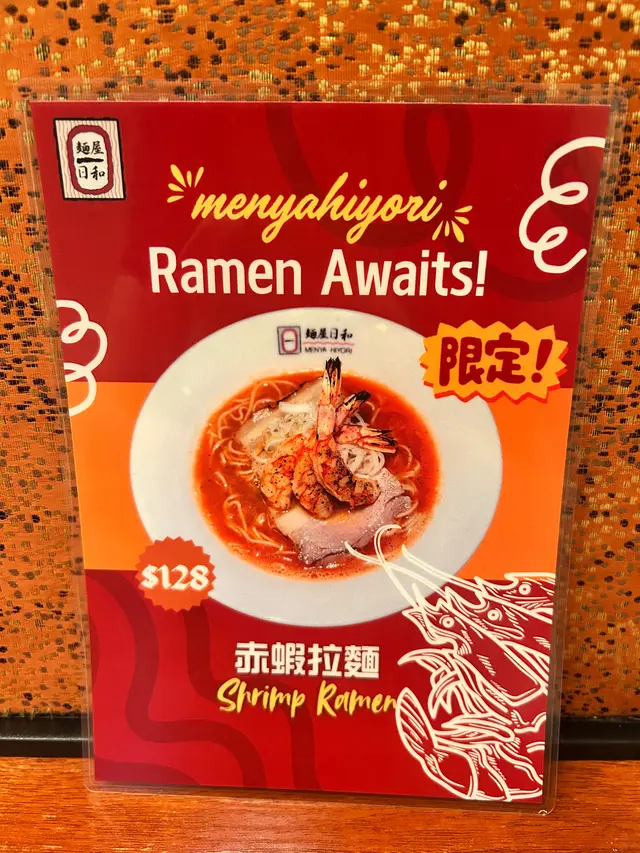 麵屋
日和
menyahiyori
Ramen Awaits!
麵屋日和
MENYA HIYORI
限定!
$128
赤蝦拉麵
Shrimp Ramen